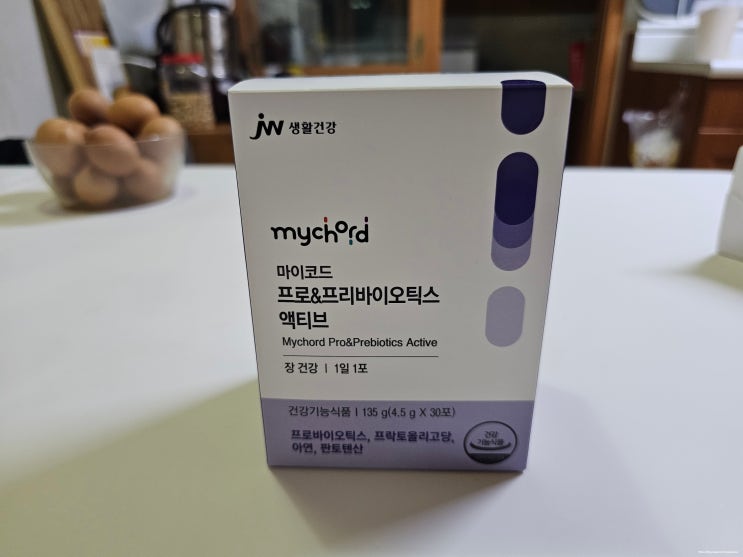 jw 생활건강
mychord
마이코드
프로&프리바이오틱스
액티브
Mychord Pro&Prebiotics Active
장 건강 | 1일 1포
건강기능식품 | 135 g(4.5 g X 30포)
프로바이오틱스, 프락토올리고당,
아연, 판토텐산
건강
기능식품